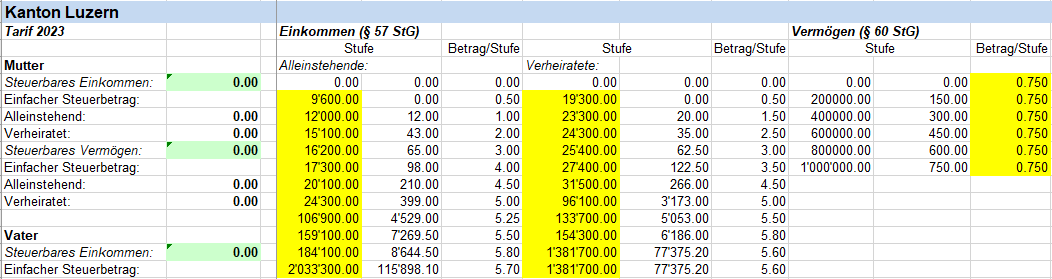 Kanton Luzern
Tarif 2023 Einkommen (§ 57 StG) Vermögen (§ 60 StG)
Stufe Betrag/Stufe Stufe Betrag/Stufe Stufe Betrag/Stufe
Mutter Alleinstehende: Verheiratete:
Steuerbares Einkommen: 0.00 0.00 0.00 0.00 0.00 0.00 0.00 0.00 0.00 0.750
Einfacher Steuerbetrag: 9'600.00 0.00 0.50 19'300.00 0.00 0.50 200000.00 150.00 0.750
Alleinstehend: 0.00 12'000.00 12.00 1.00 23'300.00 20.00 1.50 400000.00 300.00 0.750
Verheiratet: 0.00 15'100.00 43.00 2.00 24'300.00 35.00 2.50 600000.00 450.00 0.750
Steuerbares Vermögen: 0.00 16'200.00 65.00 3.00 25'400.00 62.50 3.00 800000.00 600.00 0.750
Einfacher Steuerbetrag: 17'300.00 98.00 4.00 27'400.00 122.50 3.50 1'000'000.00 750.00 0.750
Alleinstehend: 0.00 20'100.00 210.00 4.50 31'500.00 266.00 4.50
Verheiratet: 0.00 24'300.00 399.00 5.00 96'100.00 3'173.00 5.00
106'900.00 4'529.00 5.25 133'700.00 5'053.00 5.50
Vater 159'100.00 7'269.50 5.50 154'300.00 6'186.00 5.80
Steuerbares Einkommen: 0.00 184'100.00 8'644.50 5.80 1'381'700.00 77'375.20 5.60
Einfacher Steuerbetrag: 2'033'300.00 115'898.10 5.70 1'381'700.00 77'375.20 5.60